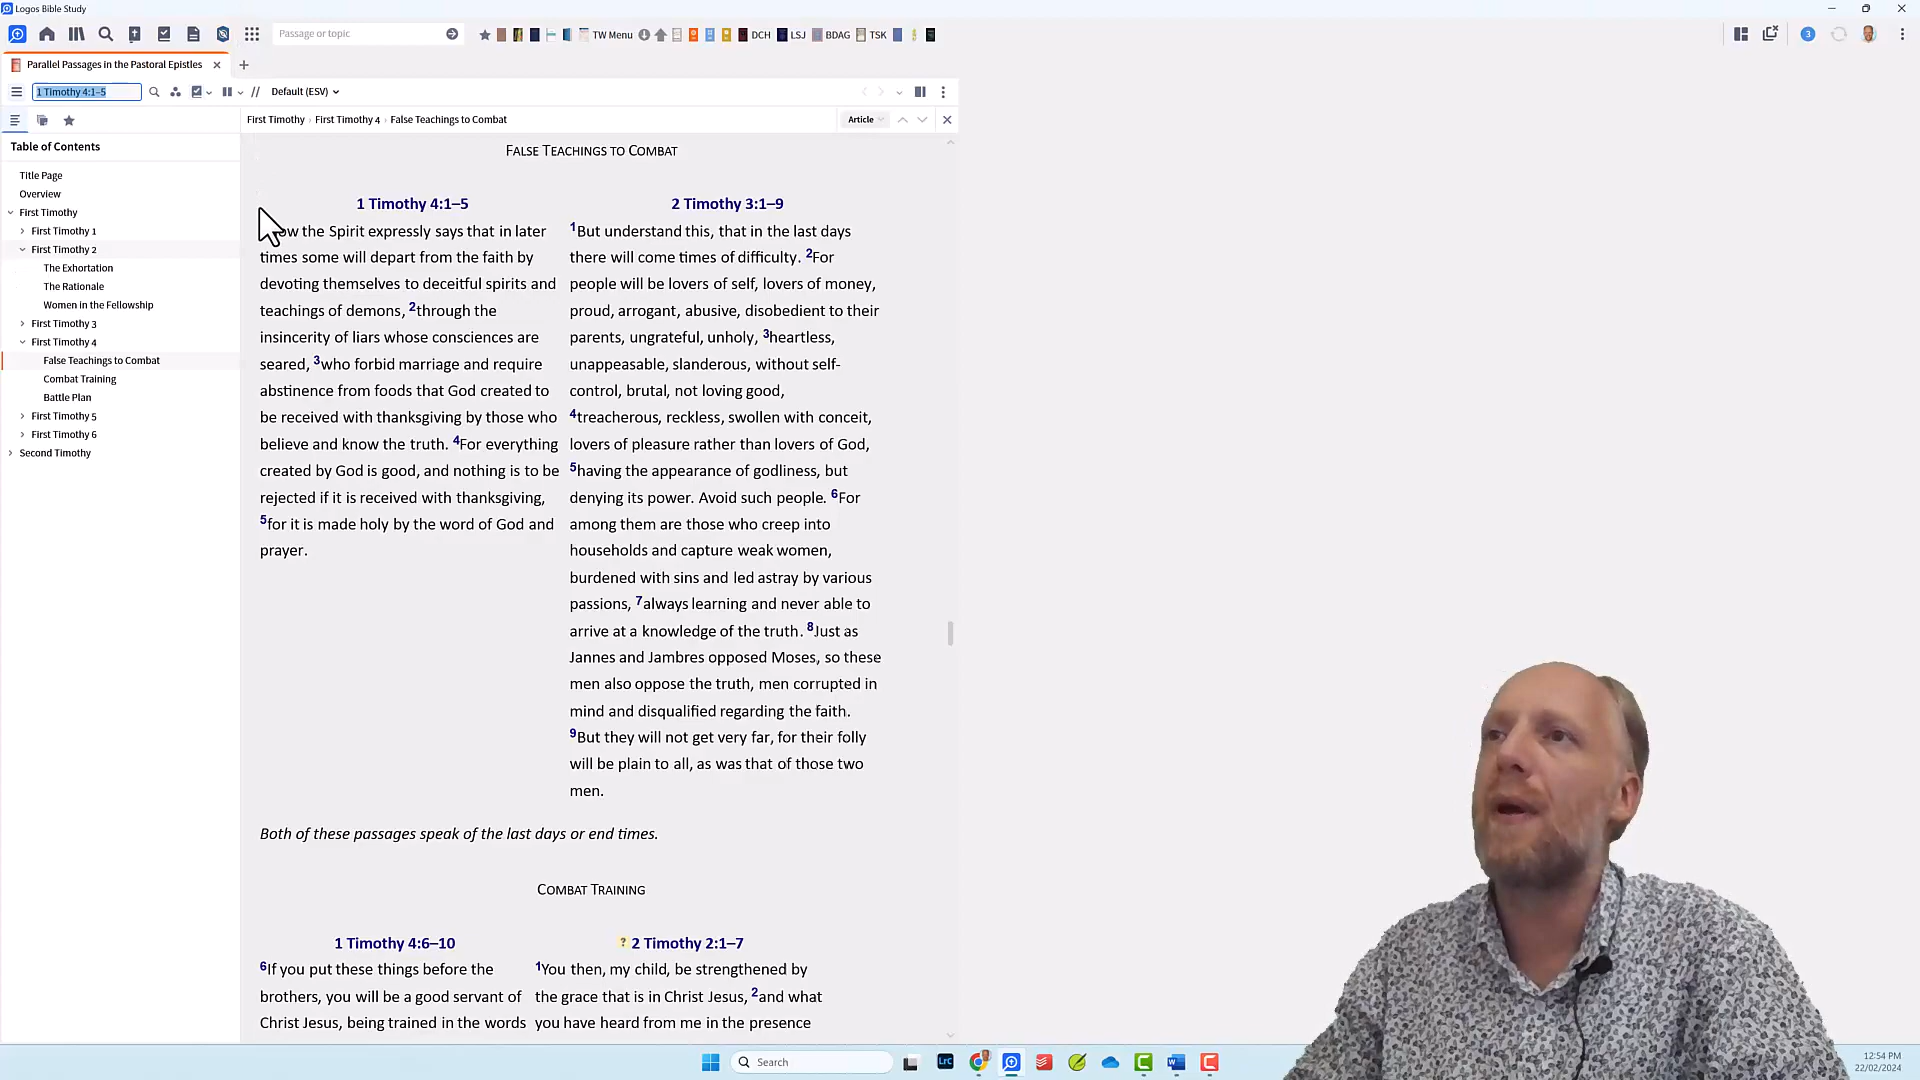 Logos Bible Study
Passage or topic
TW Menu
DCH
LSJ
BDAG
TSK
3
Parallel Passages in the Pastoral Epistles
1 Timothy 4:1–5
Default (ESV)
First Timothy › First Timothy 4 › False Teachings to Combat
Article
Table of Contents
Title Page
Overview
First Timothy
First Timothy 1
First Timothy 2
The Exhortation
The Rationale
Women in the Fellowship
First Timothy 3
First Timothy 4
False Teachings to Combat
Combat Training
Battle Plan
First Timothy 5
First Timothy 6
Second Timothy
FALSE TEACHINGS TO COMBAT
1 Timothy 4:1–5
the Spirit expressly says that in later
times some will depart from the faith by
devoting themselves to deceitful spirits and
teachings of demons, 2through the
insincerity of liars whose consciences are
seared, 3who forbid marriage and require
abstinence from foods that God created to
be received with thanksgiving by those who
believe and know the truth. 4For everything
created by God is good, and nothing is to be
rejected if it is received with thanksgiving,
5for it is made holy by the word of God and
prayer.
2 Timothy 3:1–9
1But understand this, that in the last days
there will come times of difficulty. 2For
people will be lovers of self, lovers of money,
proud, arrogant, abusive, disobedient to their
parents, ungrateful, unholy, 3heartless,
unappeasable, slanderous, without self-
control, brutal, not loving good,
4treacherous, reckless, swollen with conceit,
lovers of pleasure rather than lovers of God,
5having the appearance of godliness, but
denying its power. Avoid such people. 6For
among them are those who creep into
households and capture weak women,
burdened with sins and led astray by various
passions, 7always learning and never able to
arrive at a knowledge of the truth. 8Just as
Jannes and Jambres opposed Moses, so these
men also oppose the truth, men corrupted in
mind and disqualified regarding the faith.
9But they will not get very far, for their folly
will be plain to all, as was that of those two
men.
Both of these passages speak of the last days or end times.
COMBAT TRAINING
1 Timothy 4:6–10
6If you put these things before the
brothers, you will be a good servant of
Christ Jesus, being trained in the words
? 2 Timothy 2:1–7
1You then, my child, be strengthened by
the grace that is in Christ Jesus, 2and what
you have heard from me in the presence
Search
LrC
12:54 PM
22/02/2024